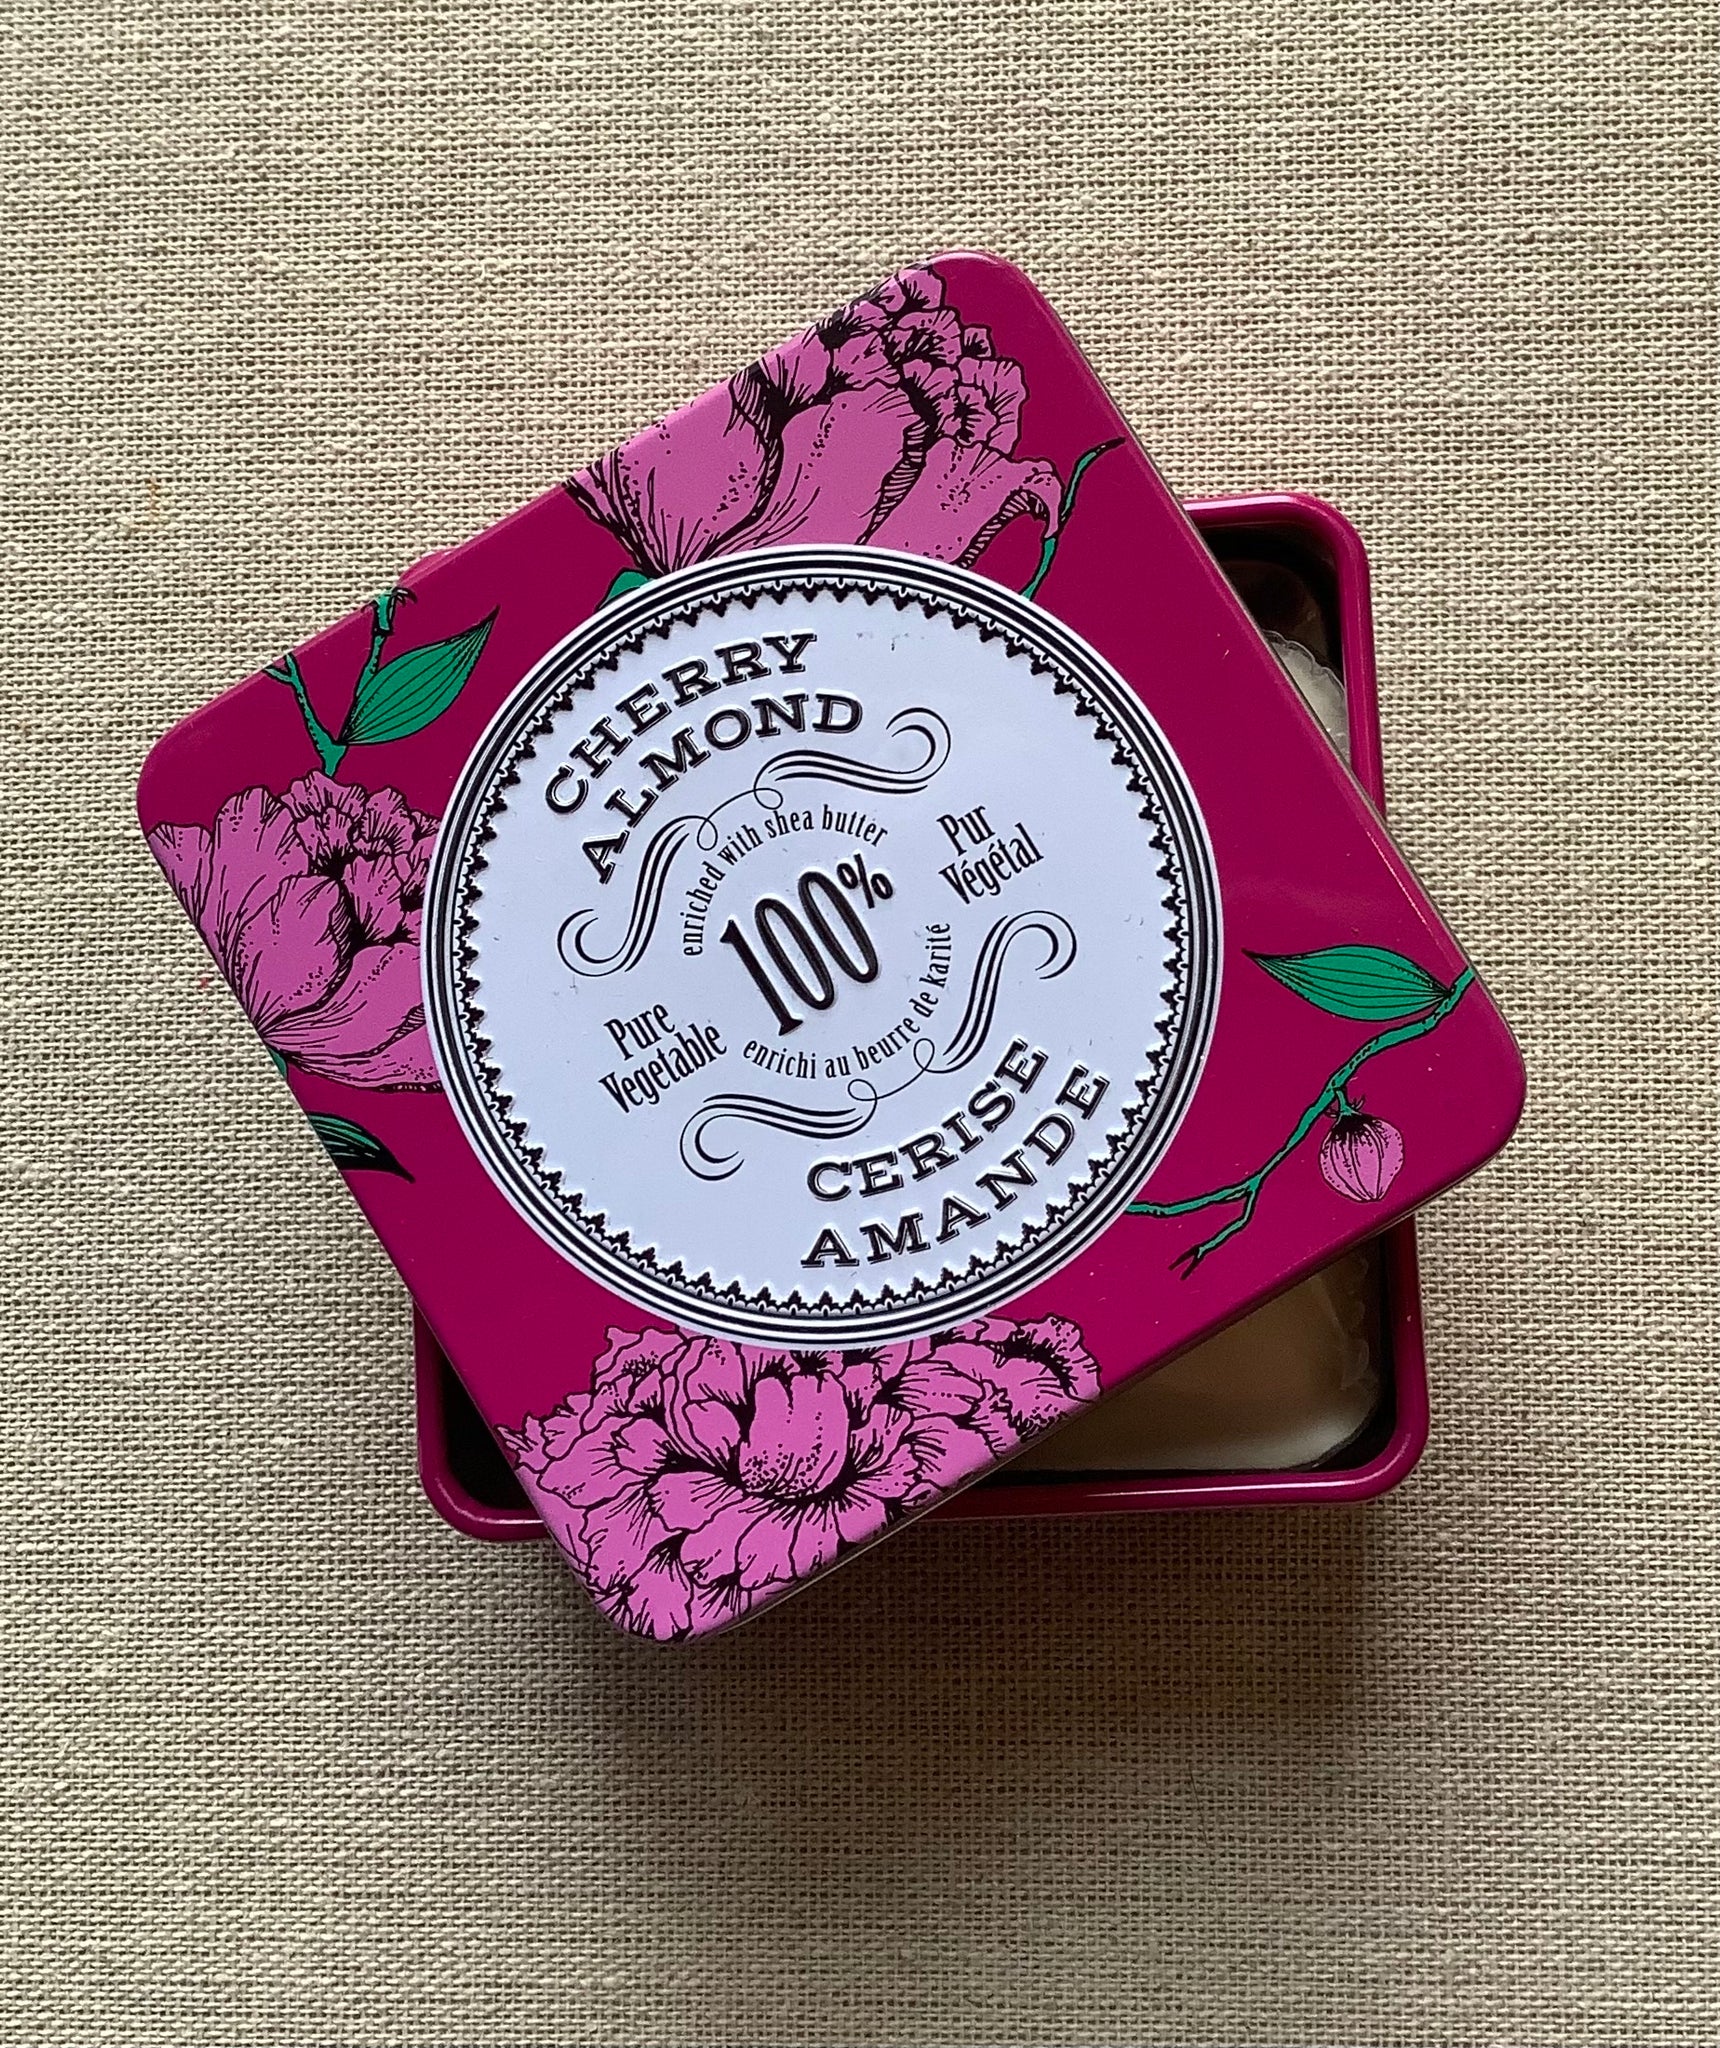 CHERRY
ALMOND
enriched with shea butter
100%
Pur
Végétal
Pure
Vegetable
enrichi au beurre de karité
CERISE
AMANDE